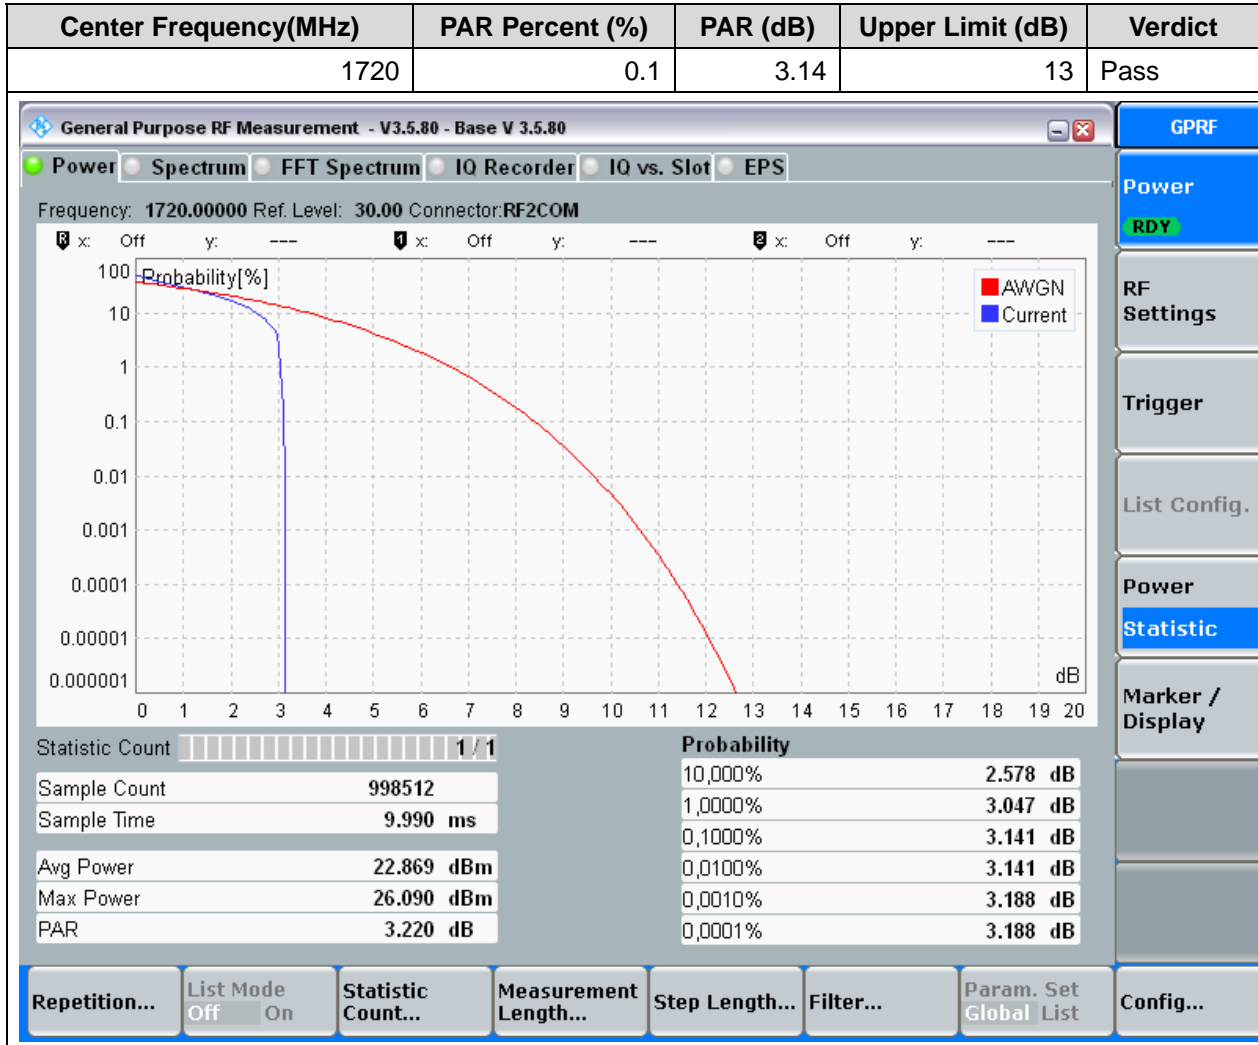 Center Frequency(MHz) PAR Percent (%) PAR (dB) Upper Limit (dB) Verdict
1720 0.1 3.14 13 Pass
General Purpose RF Measurement - V3.5.80 - Base V 3.5.80
GPRF
Power Spectrum FFT Spectrum IQ Recorder IQ vs. Slot EPS
Frequency: 1720.00000 Ref. Level: 30.00 Connector:RF2COM
R x: Off y: --- 1 x: Off y: --- 2 x: Off y: ---
Probability[%]
AWGN
Current
100
10
1
0.1
0.01
0.001
0.0001
0.00001
0.000001
dB
0 1 2 3 4 5 6 7 8 9 10 11 12 13 14 15 16 17 18 19 20
Statistic Count 1 / 1
Sample Count 998512
Sample Time 9.990 ms
Avg Power 22.869 dBm
Max Power 26.090 dBm
PAR 3.220 dB
Probability
10,000% 2.578 dB
1,0000% 3.047 dB
0,1000% 3.141 dB
0,0100% 3.141 dB
0,0010% 3.188 dB
0,0001% 3.188 dB
Power
RDY
RF
Settings
Trigger
List Config.
Power
Statistic
Marker /
Display
Repetition...
List Mode
Off On
Statistic
Count...
Measurement
Length...
Step Length...
Filter...
Param. Set
Global List
Config...